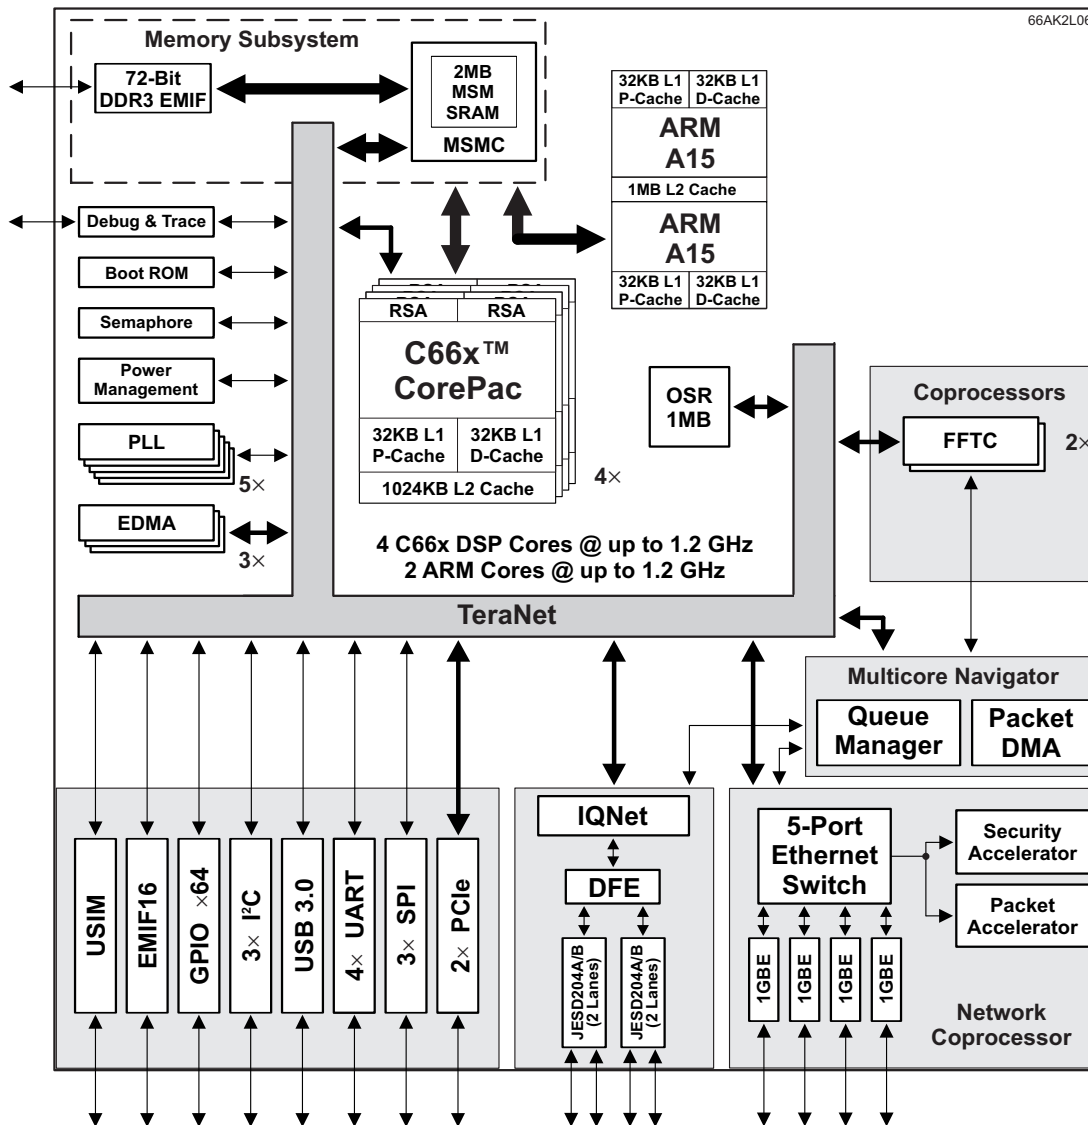 66AK2L06
Memory Subsystem
72-Bit
DDR3 EMIF
2MB
MSM
SRAM
MSMC
32KB L1
P-Cache
32KB L1
D-Cache
ARM
A15
1MB L2 Cache
ARM
A15
32KB L1
P-Cache
32KB L1
D-Cache
Debug & Trace
Boot ROM
Semaphore
Power
Management
PLL
5×
EDMA
3×
RSA
RSA
RSA
RSA
C66x™
CorePac
32KB L1
P-Cache
32KB L1
D-Cache
1024KB L2 Cache
4×
OSR
1MB
Coprocessors
FFTC
2×
4 C66x DSP Cores @ up to 1.2 GHz
2 ARM Cores @ up to 1.2 GHz
TeraNet
Multicore Navigator
Queue
Manager
Packet
DMA
USIM
EMIF16
GPIO ×64
3× I²C
USB 3.0
4× UART
3× SPI
2× PCIe
IQNet
DFE
JESD204A/B
(2 Lanes)
JESD204A/B
(2 Lanes)
5-Port
Ethernet
Switch
Security
Accelerator
Packet
Accelerator
1GBE
1GBE
1GBE
1GBE
Network
Coprocessor